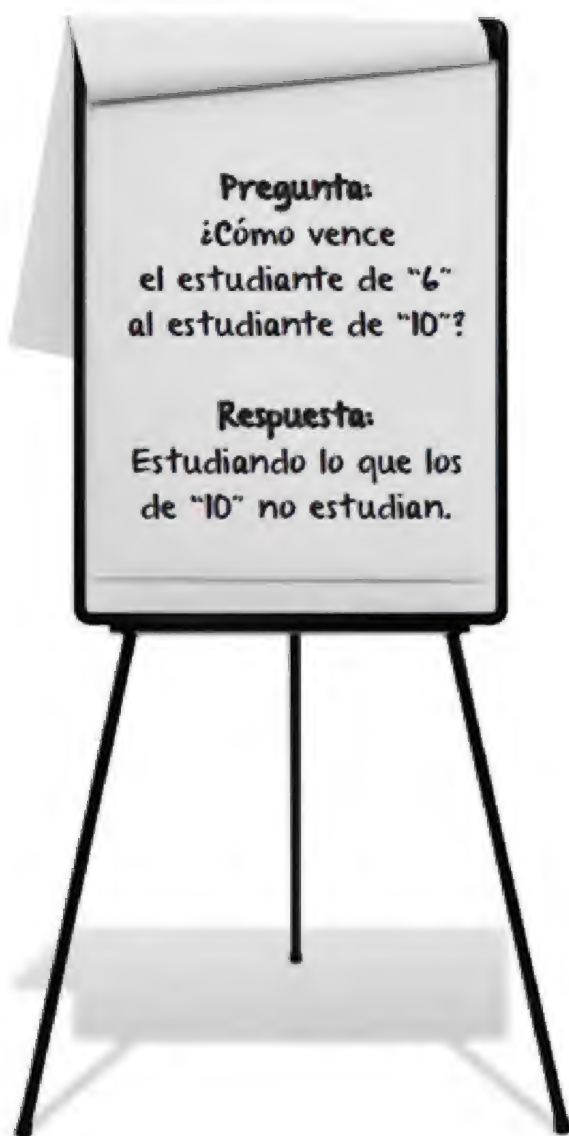 Pregunta:
¿Cómo vence
el estudiante de "6"
al estudiante de "10"?
Respuesta:
Estudiando lo que los
de "10" no estudian.